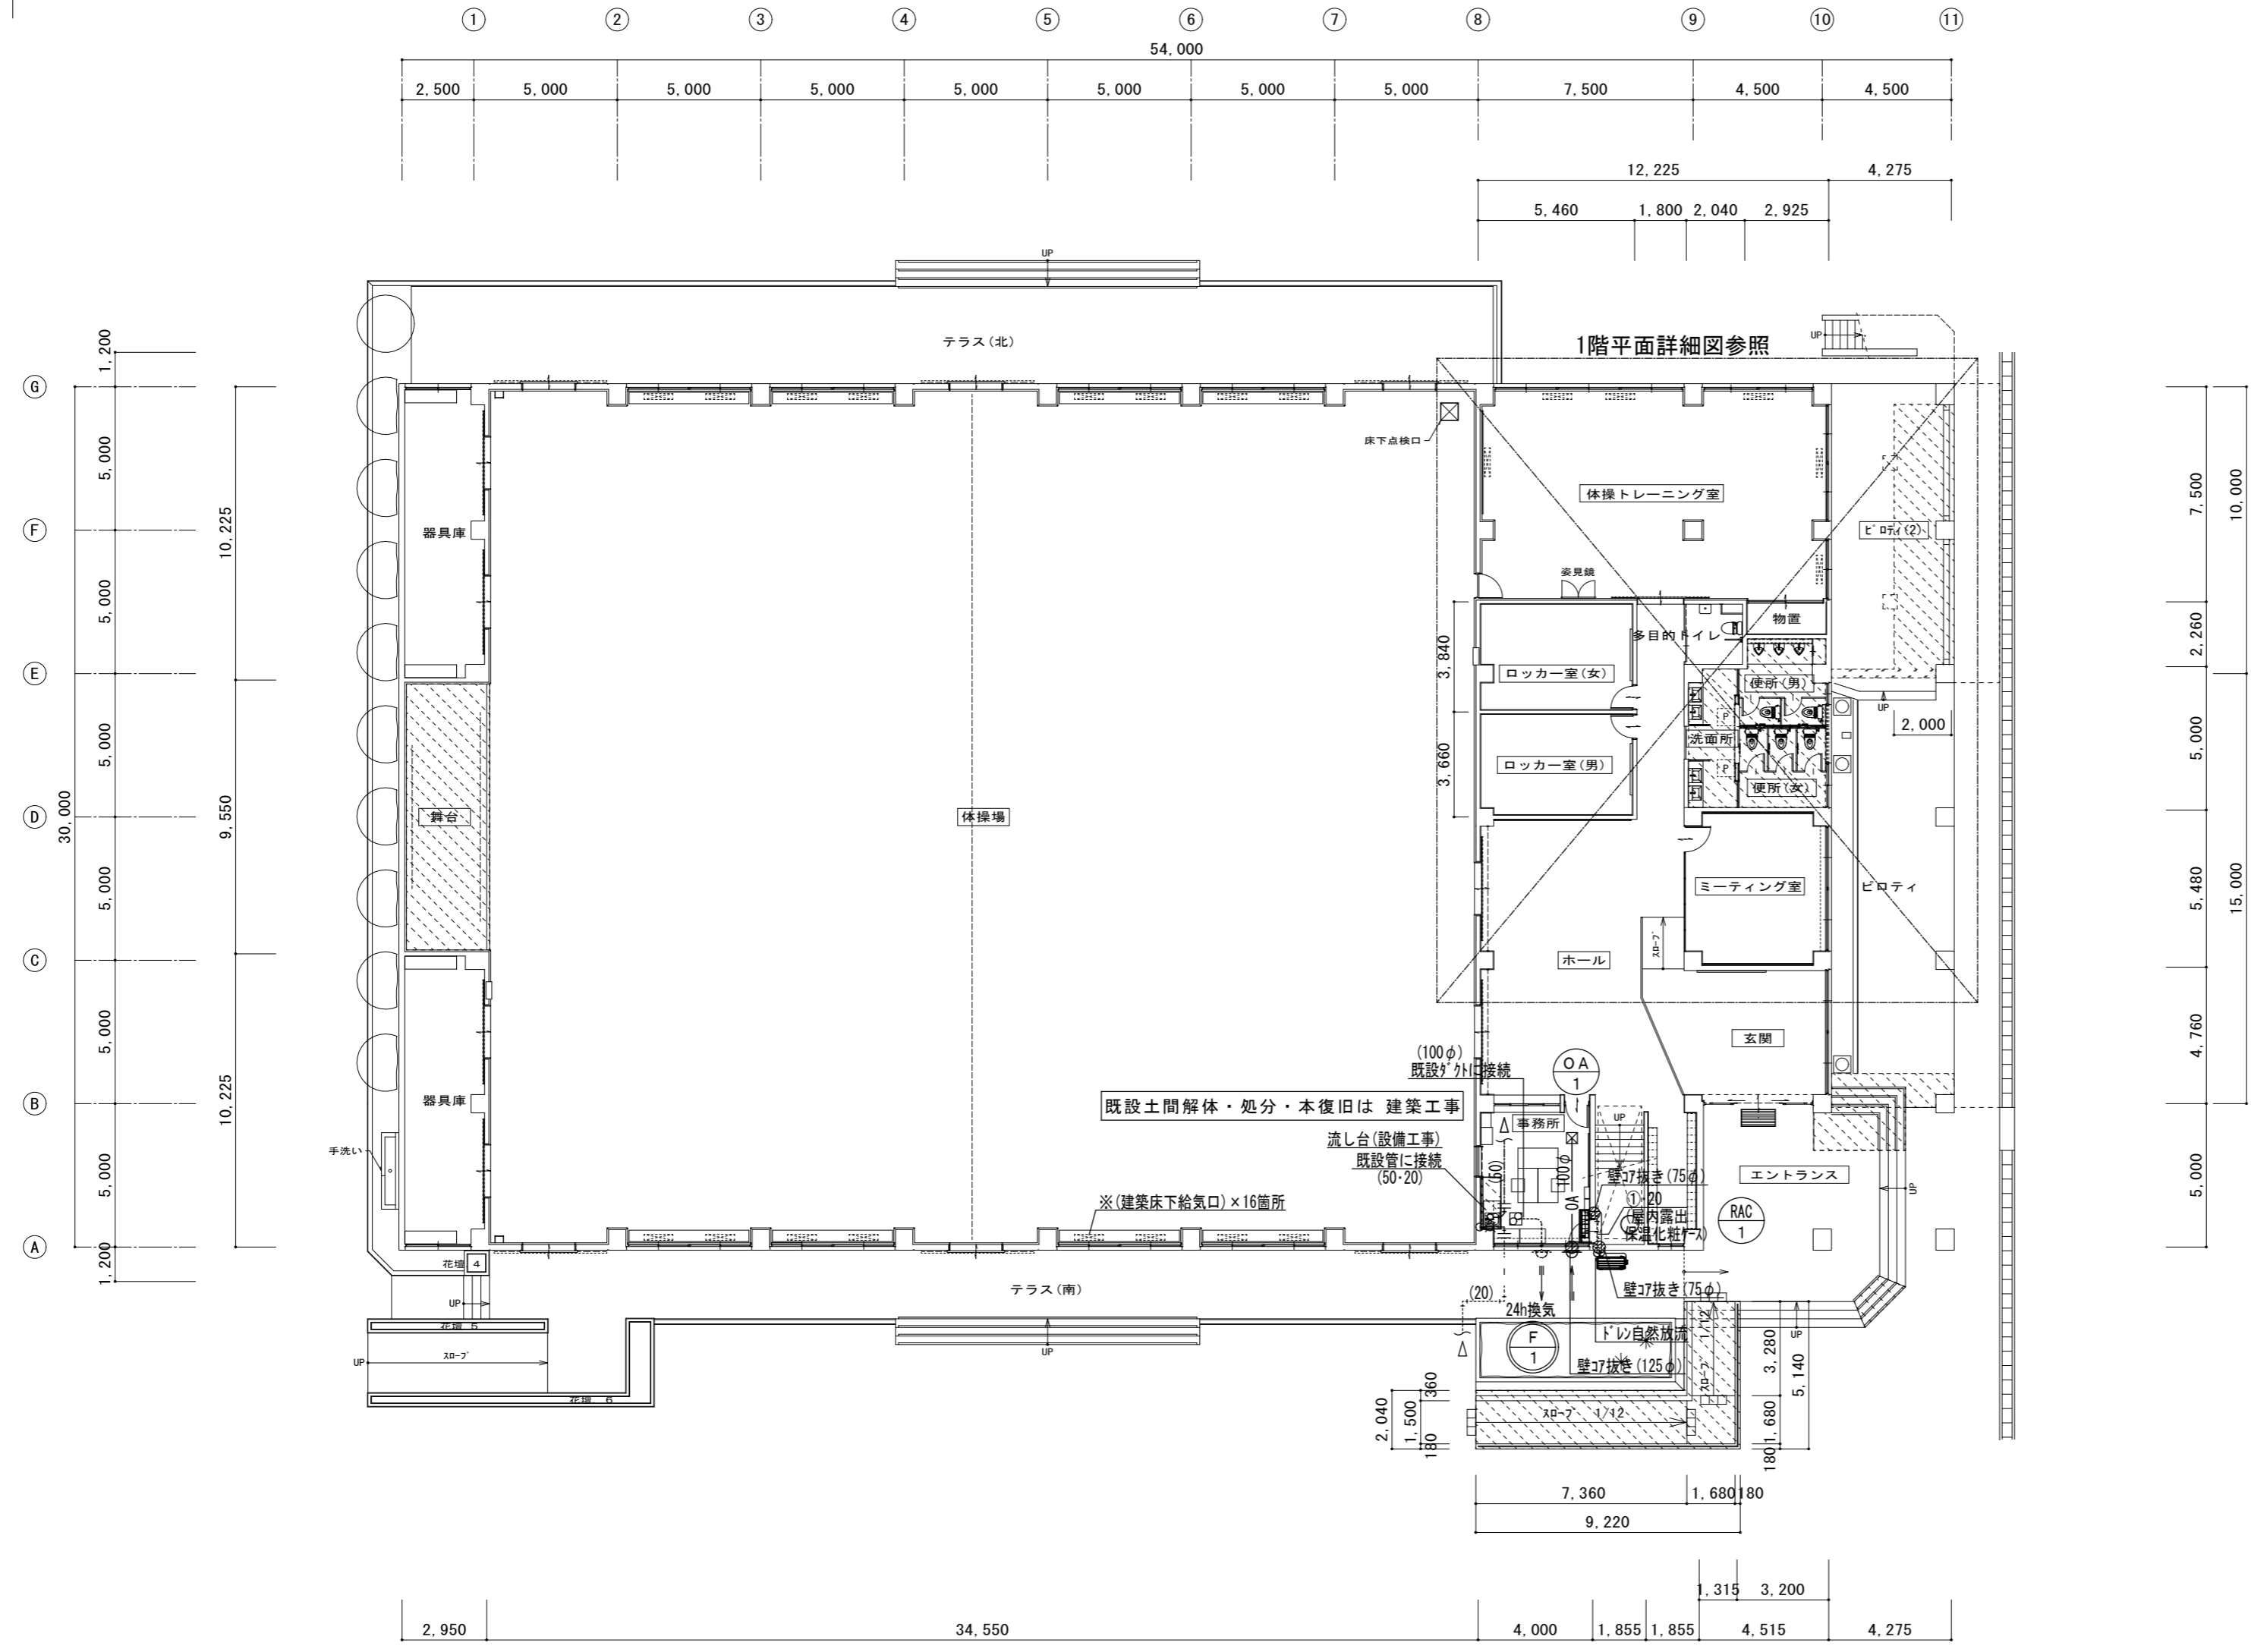 ① ② ③ ④ ⑤ ⑥ ⑦ ⑧ ⑨ ⑩ ⑪
54,000
2,500 5,000 5,000 5,000 5,000 5,000 5,000 5,000 7,500 4,500 4,500
12,225 4,275
5,460 1,800 2,040 2,925
UP
テラス(北)
1階平面詳細図参照
UP
1,200
G
5,000
F
5,000
E
5,000
D
5,000
C
5,000
B
5,000
A
1,200
30,000
10,225
9,550
10,225
床下点検口
体操トレーニング室
器具庫
ピロティ(2)
姿見鏡
物置
多目的トイレ
3,840
ロッカー室(女)
便所(男)
UP
2,000
P
洗面所
3,660
ロッカー室(男)
P
便所(女)
舞台
体操場
ミーティング室
ピロティ
スロープ
ホール
玄関
7,500
10,000
2,260
5,000
5,480
15,000
4,760
5,000
(100φ)
既設ダクトに接続
OA
1
器具庫
既設土間解体・処分・本復旧は 建築工事
事務所
UP
流し台(設備工事)
既設管に接続
(50・20)
(50)
100φ
OA
手洗い
壁コア抜き(75φ)
①-20
(屋内露出
保温化粧ケース)
エントランス
UP
RAC
1
※(建築床下給気口)×16箇所
花壇 4
テラス(南)
壁コア抜き(75φ)
(20)
24h換気
UP
花壇 5
F
1
ドレン自然放流
壁コア抜き(125φ)
1/12
スロープ
UP
UP
スロープ
UP
花壇 6
スロープ 1/12
360
2,040
1,500
180
3,280
5,140
1,680
180
7,360 1,680 180
9,220
1,315 3,200
2,950 34,550 4,000 1,855 1,855 4,515 4,275